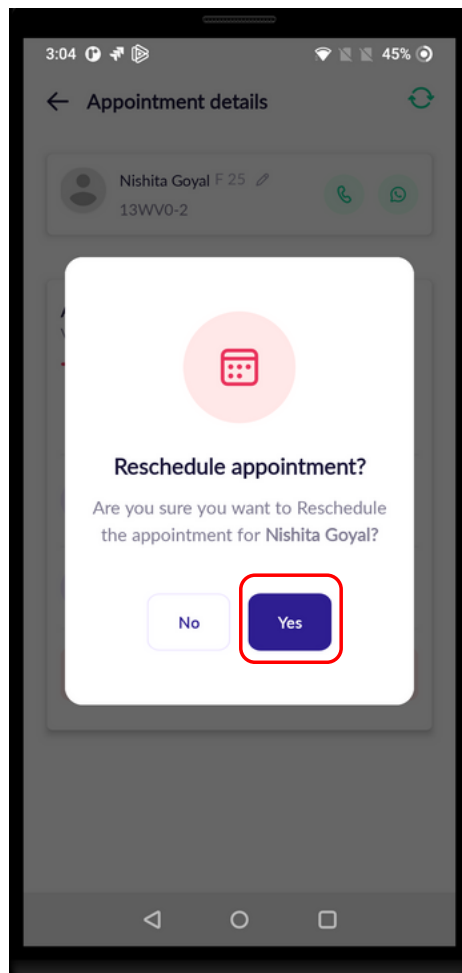 3:04 45%
Appointment details
Nishita Goyal F 25
13WV0-2
Reschedule appointment?
Are you sure you want to Reschedule
the appointment for Nishita Goyal?
No Yes